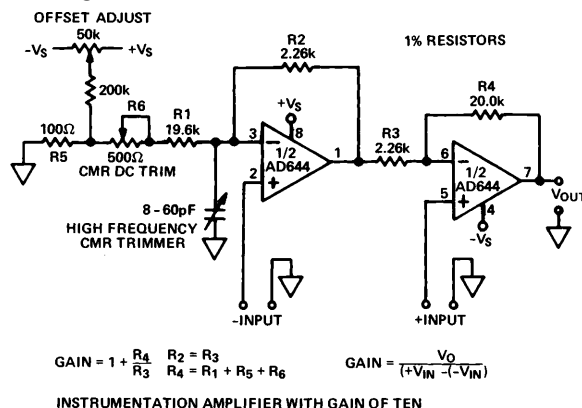 OFFSET ADJUST
50k
–VS
+VS
200k
R6
R1
19.6k
100Ω
R5
500Ω
CMR DC TRIM
8–60pF
HIGH FREQUENCY
CMR TRIMMER
R2
2.26k
1% RESISTORS
+VS
3
–
8
1/2
AD644
1
2
+
R3
2.26k
R4
20.0k
6
–
1/2
AD644
7
5
+
4
–VS
VOUT
–INPUT
+INPUT
GAIN = 1 + R4/R3 R2 = R3
R4 = R1 + R5 + R6
GAIN = VO/(+VIN –(–VIN)
INSTRUMENTATION AMPLIFIER WITH GAIN OF TEN